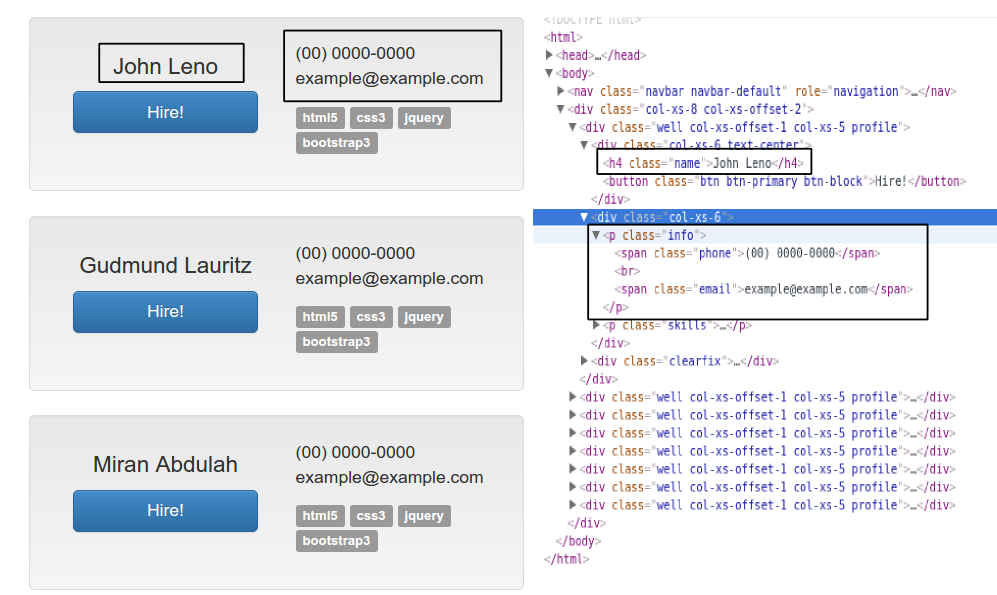 John Leno
Hire!
(00) 0000-0000
example@example.com
html5 css3 jquery
bootstrap3
Gudmund Lauritz
Hire!
(00) 0000-0000
example@example.com
html5 css3 jquery
bootstrap3
Miran Abdulah
Hire!
(00) 0000-0000
example@example.com
html5 css3 jquery
bootstrap3
<!DOCTYPE html>
<html>
<head>…</head>
<body>
<nav class="navbar navbar-default" role="navigation">…</nav>
<div class="col-xs-8 col-xs-offset-2">
<div class="well col-xs-offset-1 col-xs-5 profile">
<div class="col-xs-6 text-center">
<h4 class="name">John Leno</h4>
<button class="btn btn-primary btn-block">Hire!</button>
</div>
<div class="col-xs-6">
<p class="info">
<span class="phone">(00) 0000-0000</span>
<br>
<span class="email">example@example.com</span>
</p>
<p class="skills">…</p>
</div>
<div class="clearfix">…</div>
</div>
<div class="well col-xs-offset-1 col-xs-5 profile">…</div>
<div class="well col-xs-offset-1 col-xs-5 profile">…</div>
<div class="well col-xs-offset-1 col-xs-5 profile">…</div>
<div class="well col-xs-offset-1 col-xs-5 profile">…</div>
<div class="well col-xs-offset-1 col-xs-5 profile">…</div>
<div class="well col-xs-offset-1 col-xs-5 profile">…</div>
<div class="well col-xs-offset-1 col-xs-5 profile">…</div>
</div>
</body>
</html>